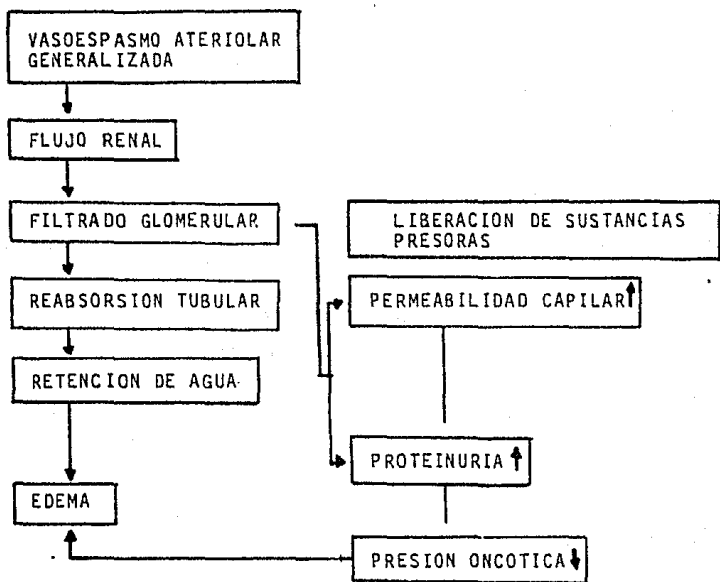 VASOESPASMO ATERIOLAR
GENERALIZADA
FLUJO RENAL
FILTRADO GLOMERULAR
REABSORSION TUBULAR
RETENCION DE AGUA
EDEMA
LIBERACION DE SUSTANCIAS
PRESORAS
PERMEABILIDAD CAPILAR
PROTEINURIA
PRESION ONCOTICA